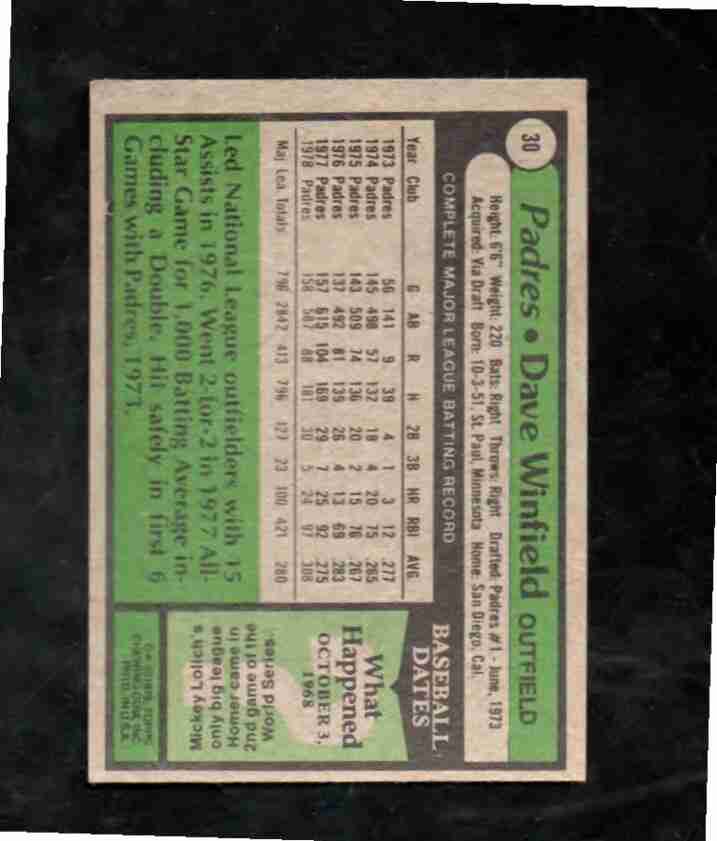 30
Padres • Dave Winfield OUTFIELD
Height: 6'6" Weight: 220 Bats: Right Throws: Right Drafted: Padres #1 - June, 1973
Acquired: Via Draft Born: 10-3-51, St. Paul, Minnesota Home: San Diego, Cal.
COMPLETE MAJOR LEAGUE BATTING RECORD
Year Club G AB R H 2B 3B HR RBI AVG.
1973 Padres 56 141 9 39 4 1 3 12 .277
1974 Padres 145 498 57 132 18 4 20 75 .265
1975 Padres 143 509 74 136 20 2 15 76 .267
1976 Padres 137 492 81 139 26 4 13 69 .283
1977 Padres 157 615 104 169 29 7 25 92 .275
1978 Padres 158 587 88 181 30 5 24 97 .308
Maj. Lea. Totals 796 2842 413 796 127 23 100 421 .280
Led National League outfielders with 15
Assists in 1976. Went 2-for-2 in 1977 All-
Star Game for 1,000 Batting Average in-
cluding a Double. Hit safely in first 6
Games with Padres, 1973.
BASEBALL
DATES
What
Happened
OCTOBER 3,
1968
Mickey Lolich's
only big league
Homer came in
2nd game of the
World Series.
TOPPS
CHEWING GUM, INC.
PRTD. IN U.S.A.